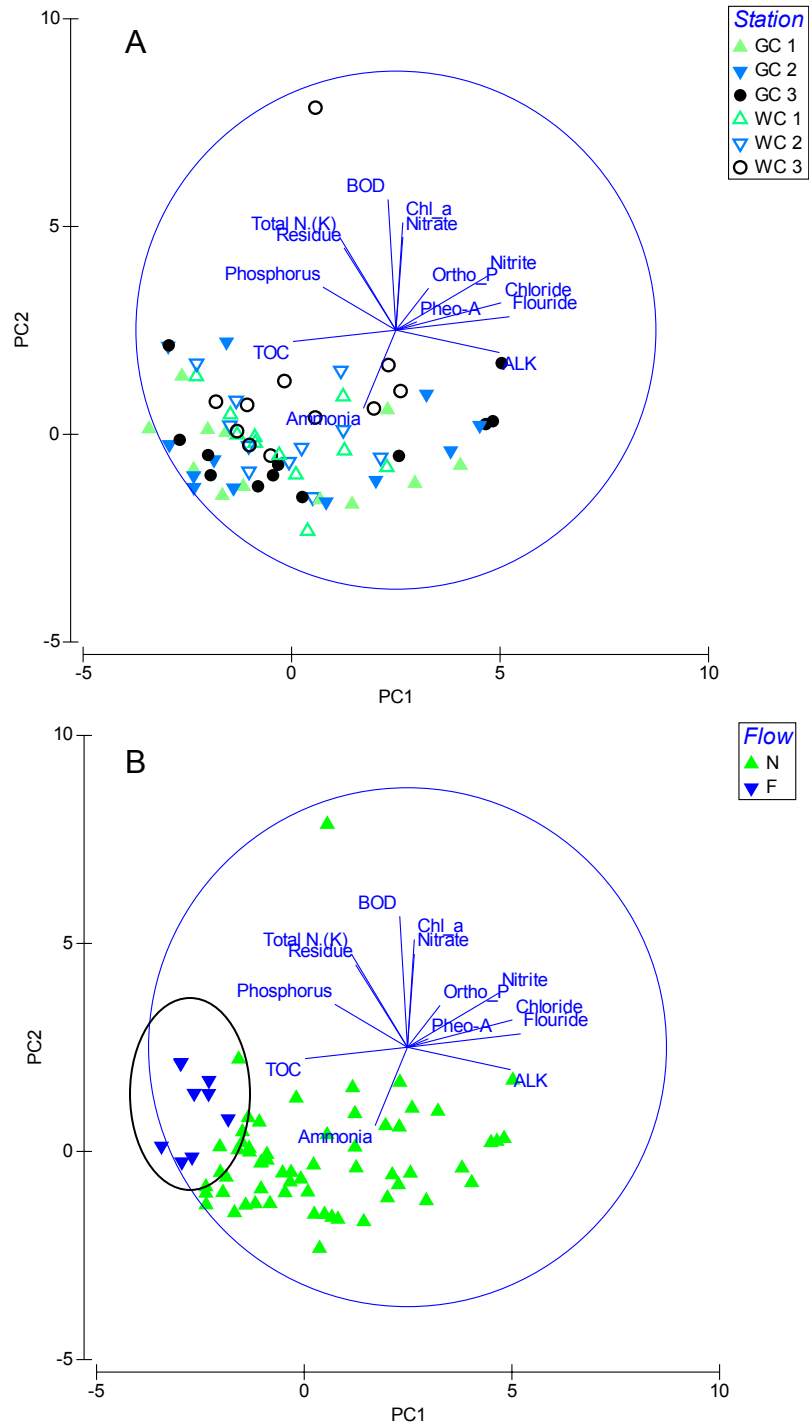 A
10
5
0
-5
PC2
-5
0
5
10
PC1
BOD
Chl_a
Nitrate
Total N (K)
Residue
Phosphorus
Ortho_P
Nitrite
Chloride
Flouride
Pheo-A
TOC
ALK
Ammonia
Station
GC 1
GC 2
GC 3
WC 1
WC 2
WC 3
B
10
5
0
-5
PC2
-5
0
5
10
PC1
BOD
Chl_a
Nitrate
Total N (K)
Residue
Phosphorus
Ortho_P
Nitrite
Chloride
Flouride
Pheo-A
TOC
ALK
Ammonia
Flow
N
F